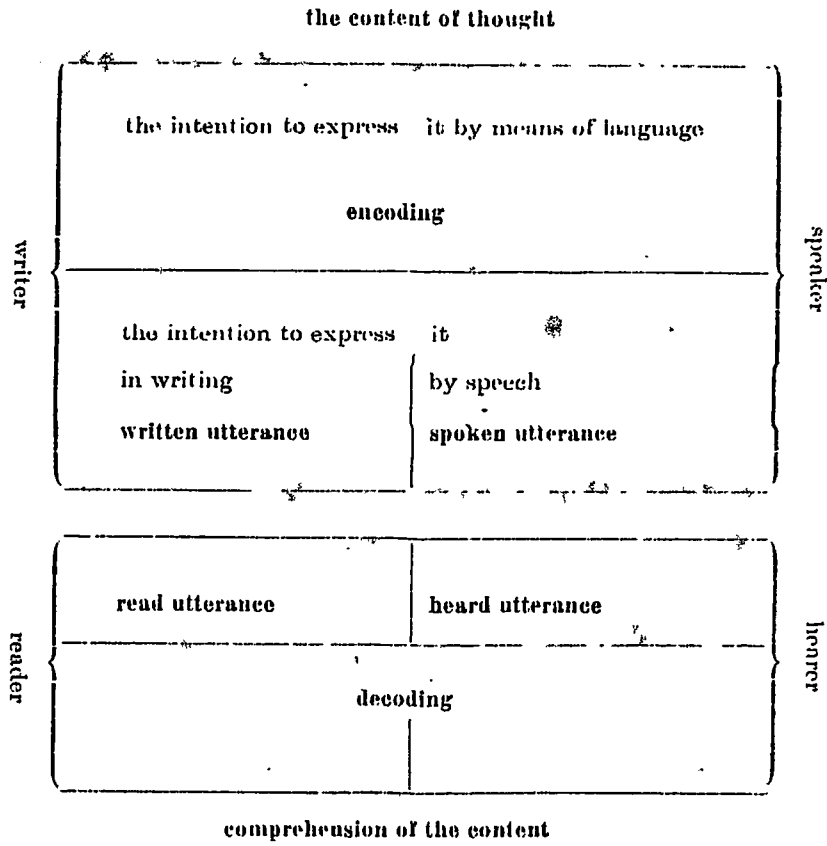 the content of thought
the intention to express it by means of language
encoding
writer
speaker
the intention to express it
in writing by speech
written utterance spoken utterance
read utterance heard utterance
reader
hearer
decoding
comprehension of the content